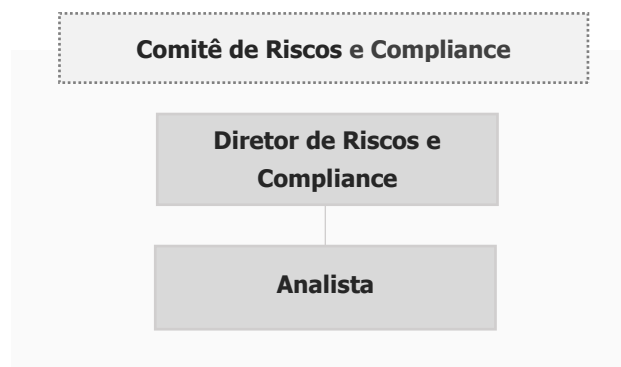 Comitê de Riscos e Compliance
Diretor de Riscos e
Compliance
Analista